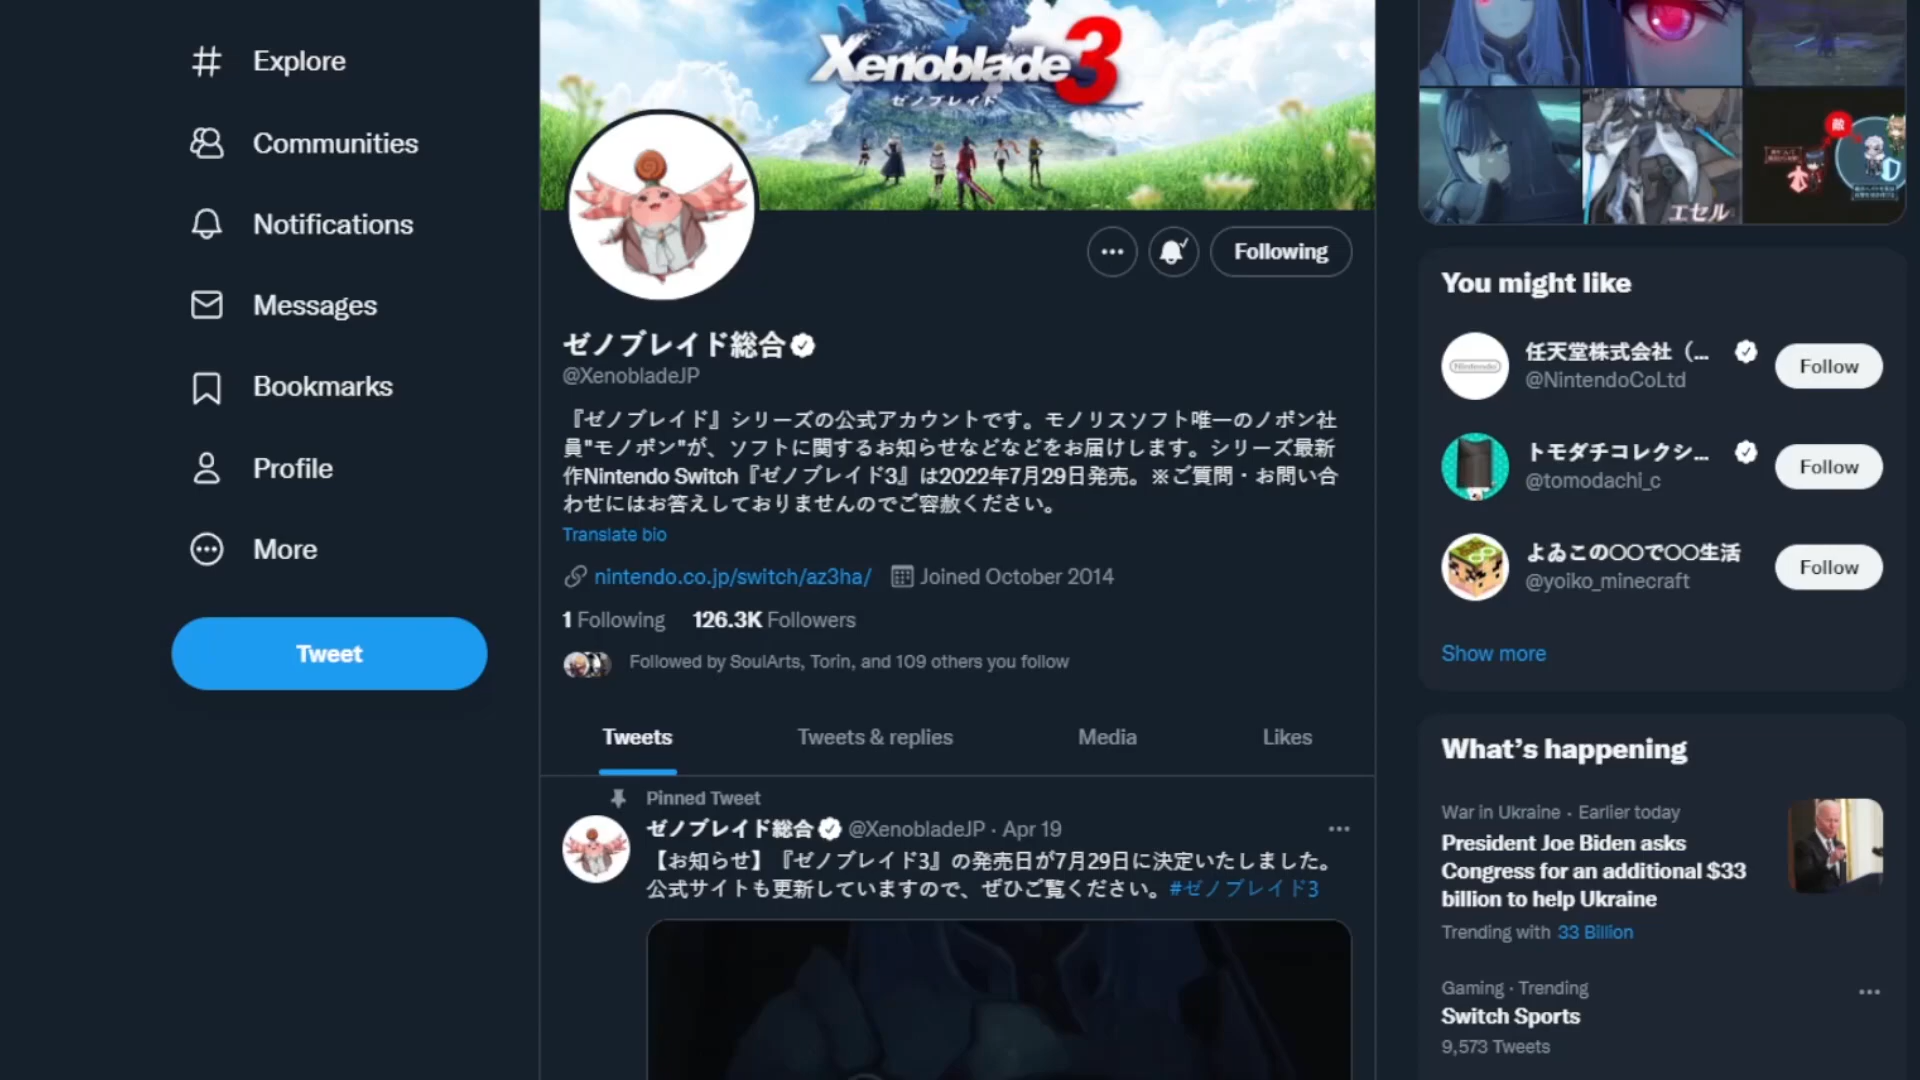 Explore
Communities
Notifications
Messages
Bookmarks
Profile
More
Tweet
Xenoblade3
ゼノブレイド
Following
ゼノブレイド総合
@XenobladeJP
『ゼノブレイド』シリーズの公式アカウントです。モノリスソフト唯一のノポン社
員"モノポン"が、ソフトに関するお知らせなどなどをお届けします。シリーズ最新
作Nintendo Switch『ゼノブレイド3』は2022年7月29日発売。※ご質問・お問い合
わせにはお答えしておりませんのでご容赦ください。
Translate bio
nintendo.co.jp/switch/az3ha/ Joined October 2014
1 Following 126.3K Followers
Followed by SoulArts, Torin, and 109 others you follow
Tweets Tweets & replies Media Likes
Pinned Tweet
ゼノブレイド総合 @XenobladeJP · Apr 19
【お知らせ】『ゼノブレイド3』の発売日が7月29日に決定いたしました。
公式サイトも更新していますので、ぜひご覧ください。#ゼノブレイド3
エセル
敵
You might like
Nintendo
任天堂株式会社（...
@NintendoCoLtd
Follow
トモダチコレクシ...
@tomodachi_c
Follow
よゐこの〇〇で〇〇生活
@yoiko_minecraft
Follow
Show more
What's happening
War in Ukraine · Earlier today
President Joe Biden asks
Congress for an additional $33
billion to help Ukraine
Trending with 33 Billion
Gaming · Trending
Switch Sports
9,573 Tweets